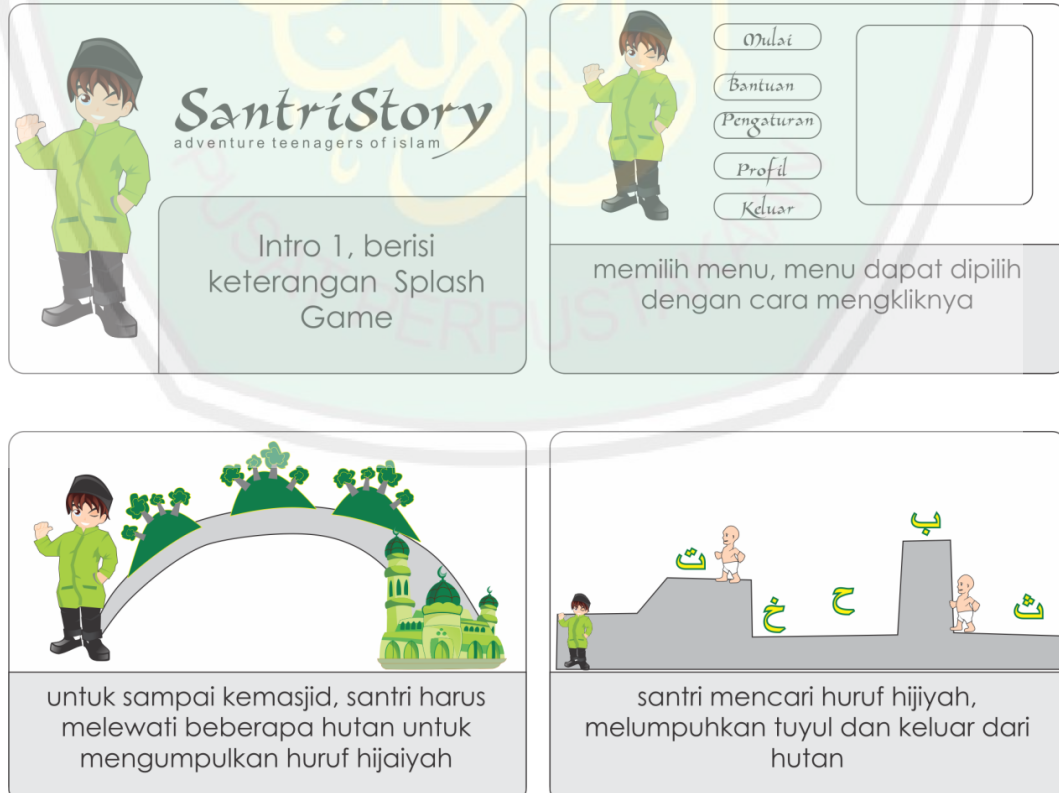 SantriStory
adventure teenagers of islam
Intro 1, berisi
keterangan Splash
Game
Mulai
Bantuan
Pengaturan
Profil
Keluar
memilih menu, menu dapat dipilih
dengan cara mengkliknya
PUSAT PERPUSTAKAAN
untuk sampai kemasjid, santri harus
melewati beberapa hutan untuk
mengumpulkan huruf hijaiyah
ت
خ
ح
ب
ث
santri mencari huruf hijiyah,
melumpuhkan tuyul dan keluar dari
hutan